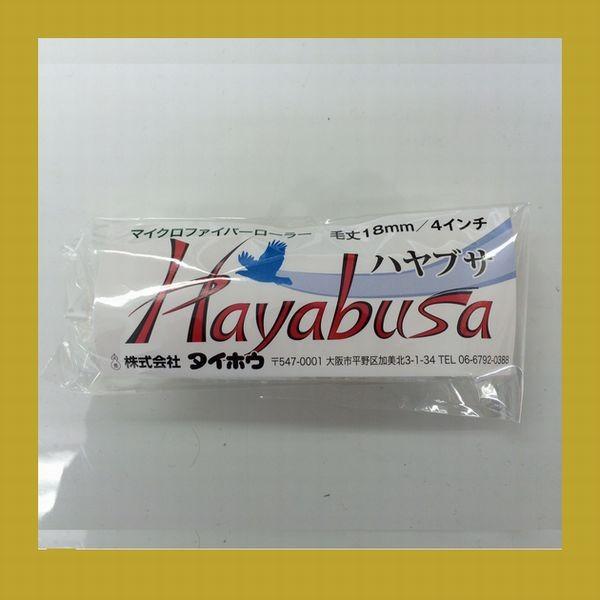 マイクロファイバーローラー 毛丈18mm/4インチ
ハヤブサ
Hayabusa
株式会社 タイホウ 〒547-0001 大阪市平野区加美北3-1-34 TEL 06-6792-0388